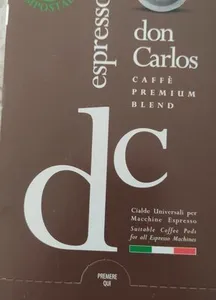 espresso
don
Carlos
CAFFÈ
PREMIUM
BLEND
dc
Cialde Universali per
Macchine Espresso
Suitable Coffee Pods
for all Espresso Machines
PREMERE
QUI